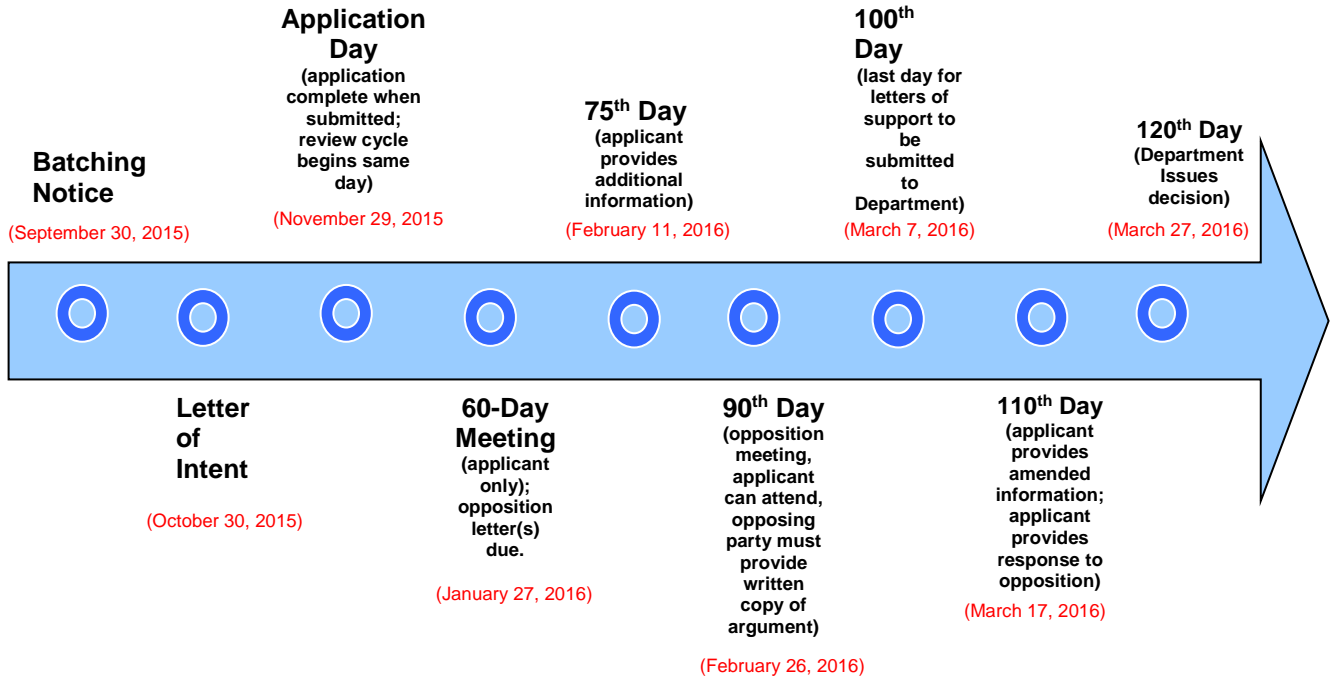 Batching
Notice
(September 30, 2015)
Letter
of
Intent
(October 30, 2015)
Application
Day
(application
complete when
submitted;
review cycle
begins same
day)
(November 29, 2015
60-Day
Meeting
(applicant
only);
opposition
letter(s)
due.
(January 27, 2016)
75th Day
(applicant
provides
additional
information)
(February 11, 2016)
90th Day
(opposition
meeting,
applicant
can attend,
opposing
party must
provide
written
copy of
argument)
(February 26, 2016)
100th
Day
(last day for
letters of
support to
be
submitted
to
Department)
(March 7, 2016)
110th Day
(applicant
provides
amended
information;
applicant
provides
response to
opposition)
(March 17, 2016)
120th Day
(Department
Issues
decision)
(March 27, 2016)